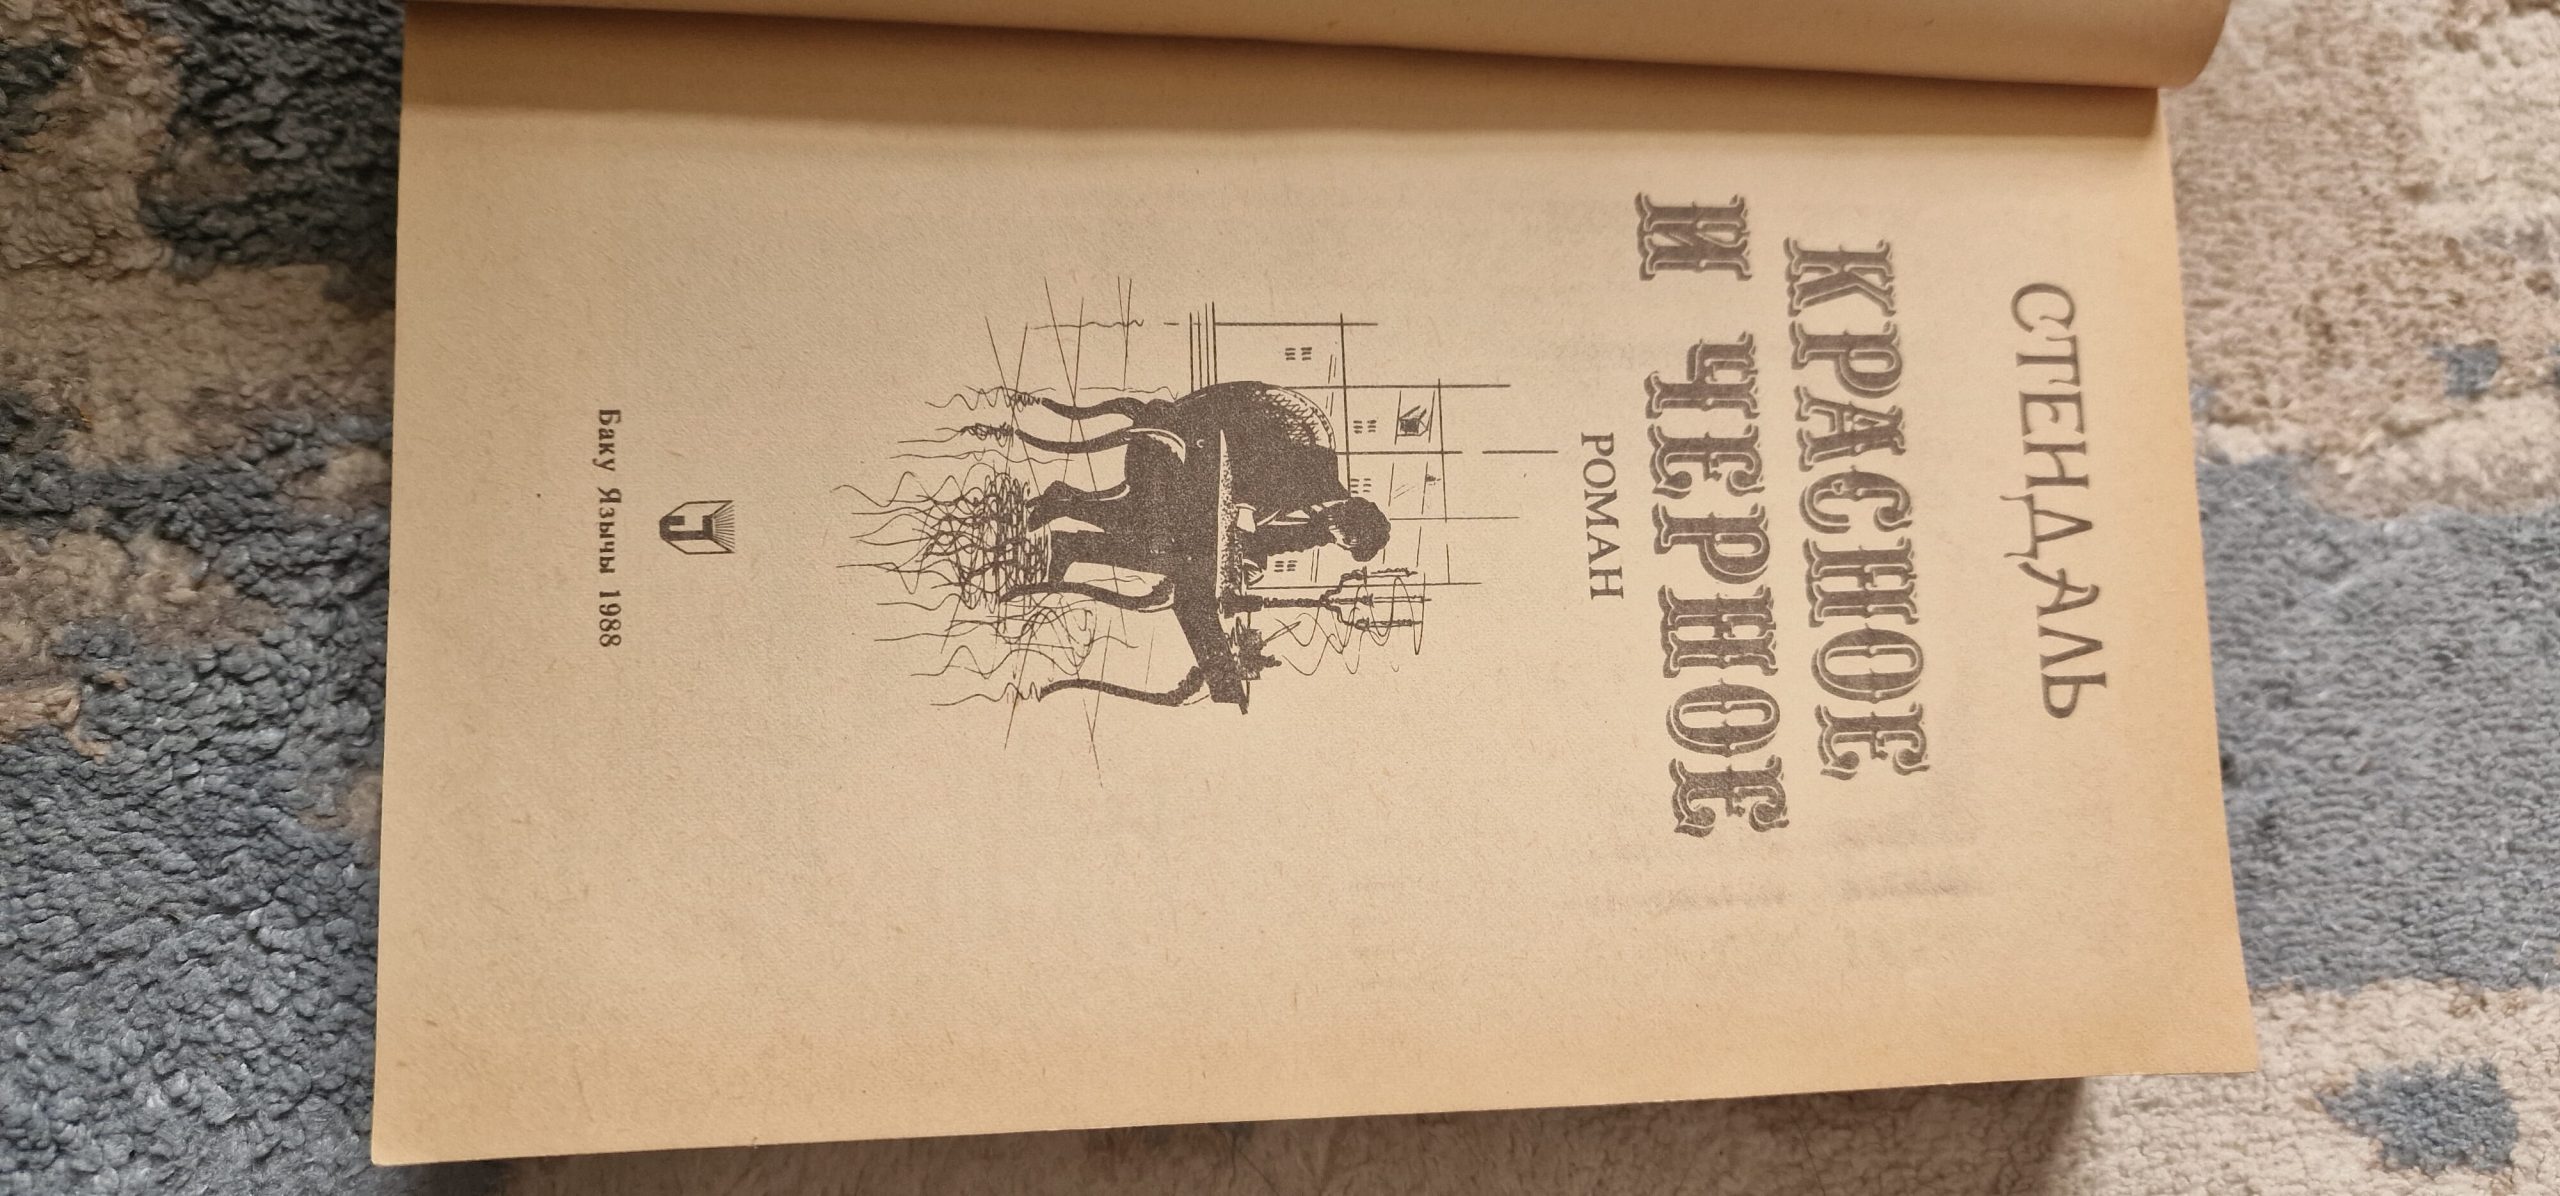 СТЕНДАЛЬ
КРАСНОЕ
И ЧЕРНОЕ
РОМАН
Баку Язычы 1988